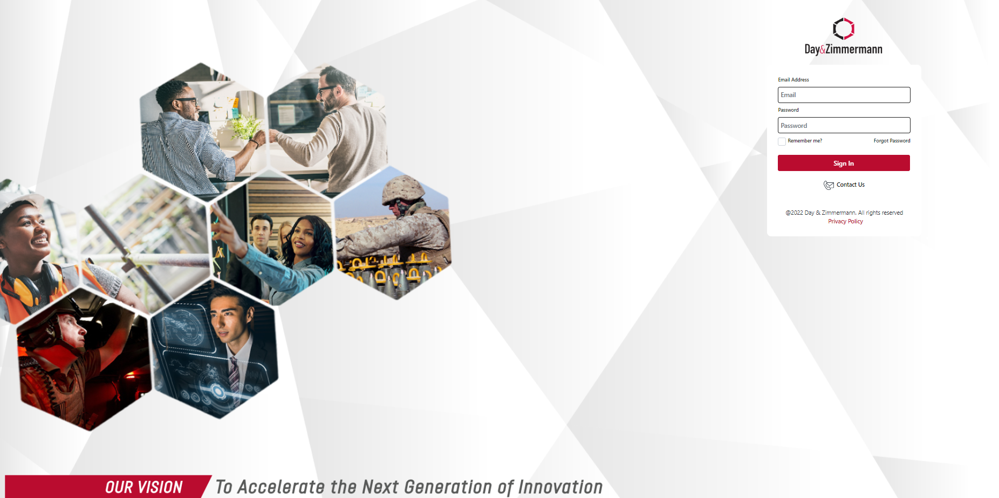 Day&Zimmermann
Email Address
Email
Password
Password
Remember me?
Forgot Password
Sign In
Contact Us
@2022 Day & Zimmermann. All rights reserved
Privacy Policy
OUR VISION
To Accelerate the Next Generation of Innovation